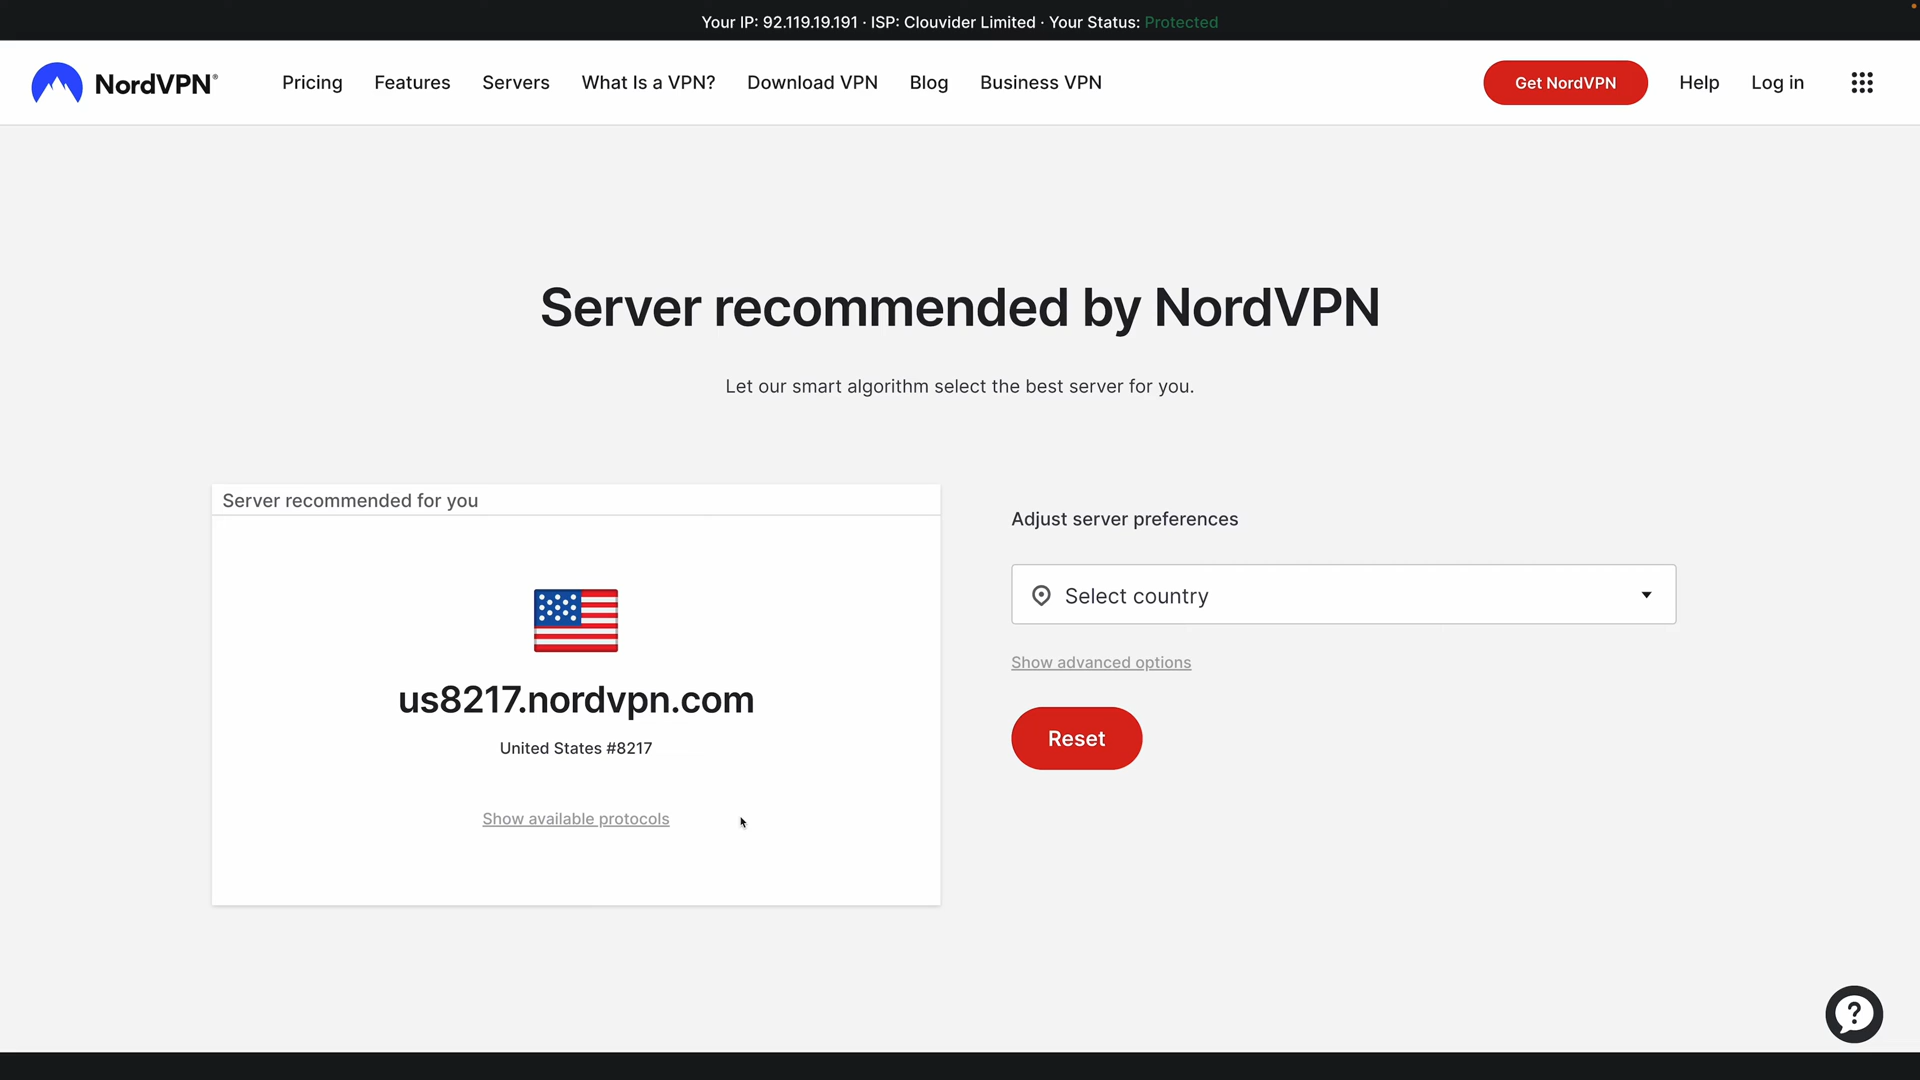 Your IP: 92.119.19.191 · ISP: Clouvider Limited · Your Status: Protected
NordVPN®
Pricing
Features
Servers
What Is a VPN?
Download VPN
Blog
Business VPN
Get NordVPN
Help
Log in
Server recommended by NordVPN
Let our smart algorithm select the best server for you.
Server recommended for you
us8217.nordvpn.com
United States #8217
Show available protocols
Adjust server preferences
Select country
Show advanced options
Reset
?